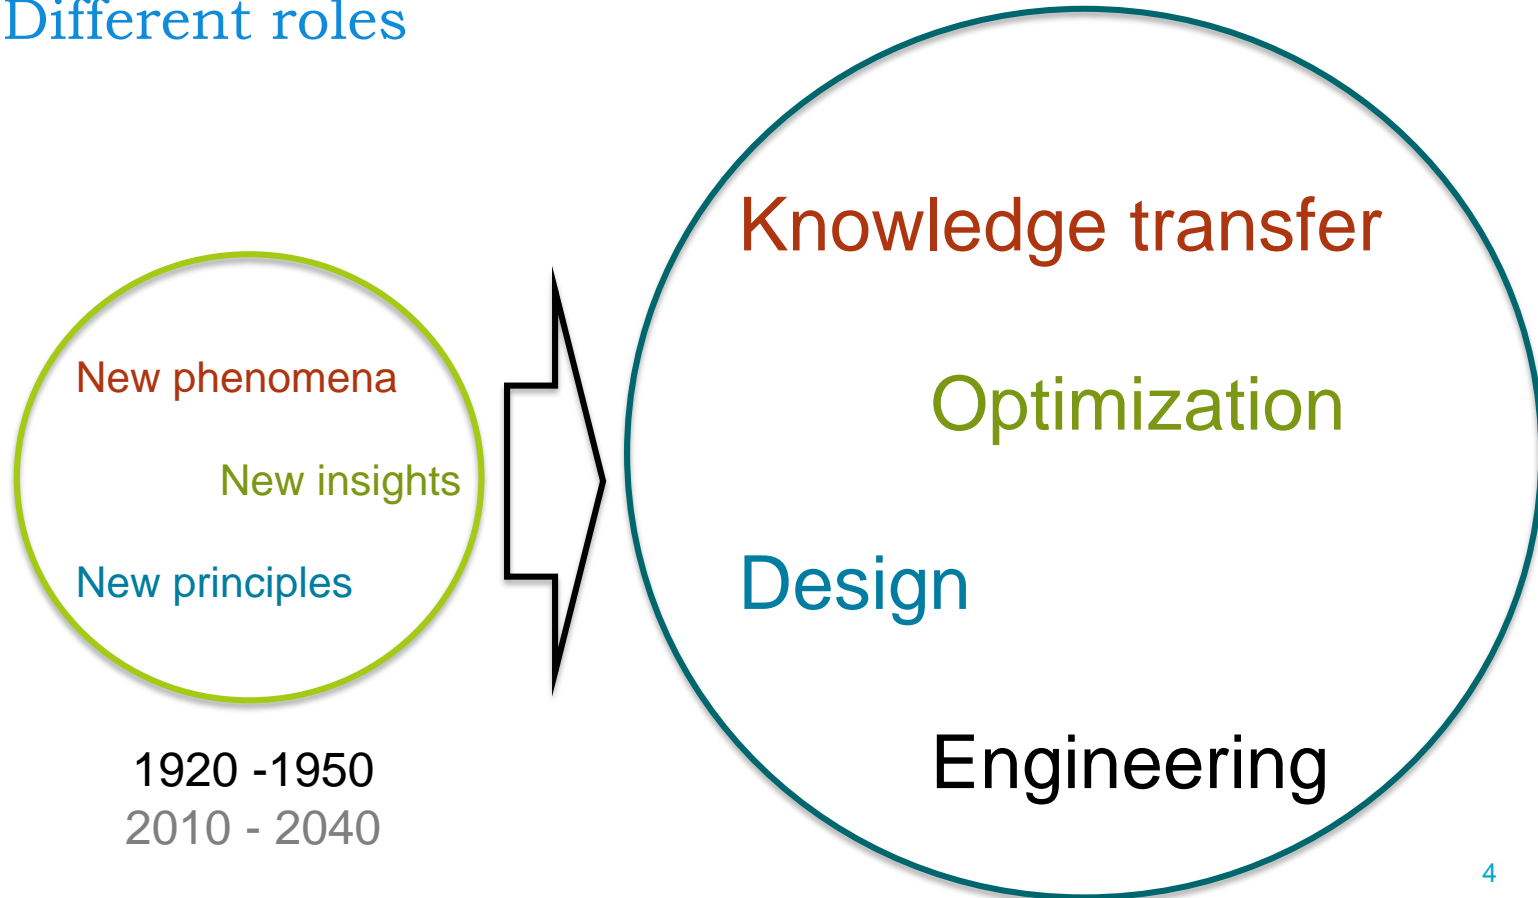 Different roles
New phenomena
New insights
New principles
1920 -1950
2010 - 2040
Knowledge transfer
Optimization
Design
Engineering
4